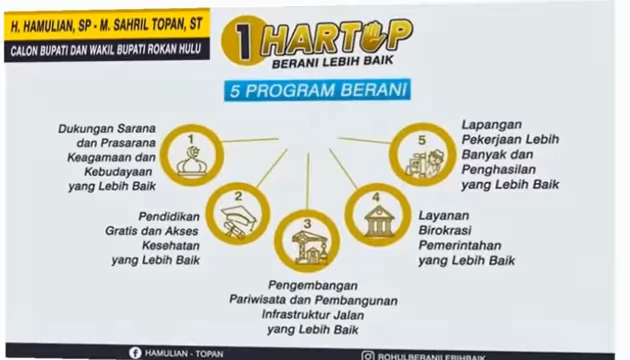 H. HAMULIAN, SP - M. SAHRIL TOPAN, ST
CALON BUPATI DAN WAKIL BUPATI ROKAN HULU
1 HARTOP
BERANI LEBIH BAIK
5 PROGRAM BERANI
1
Dukungan Sarana
dan Prasarana
Keagamaan dan
Kebudayaan
yang Lebih Baik
2
Pendidikan
Gratis dan Akses
Kesehatan
yang Lebih Baik
3
Pengembangan
Pariwisata dan Pembangunan
Infrastruktur Jalan
yang Lebih Baik
4
Layanan
Birokrasi
Pemerintahan
yang Lebih Baik
5
Lapangan
Pekerjaan Lebih
Banyak dan
Penghasilan
yang Lebih Baik
HAMULIAN - TOPAN
ROHULBERANILEBIHBAIK